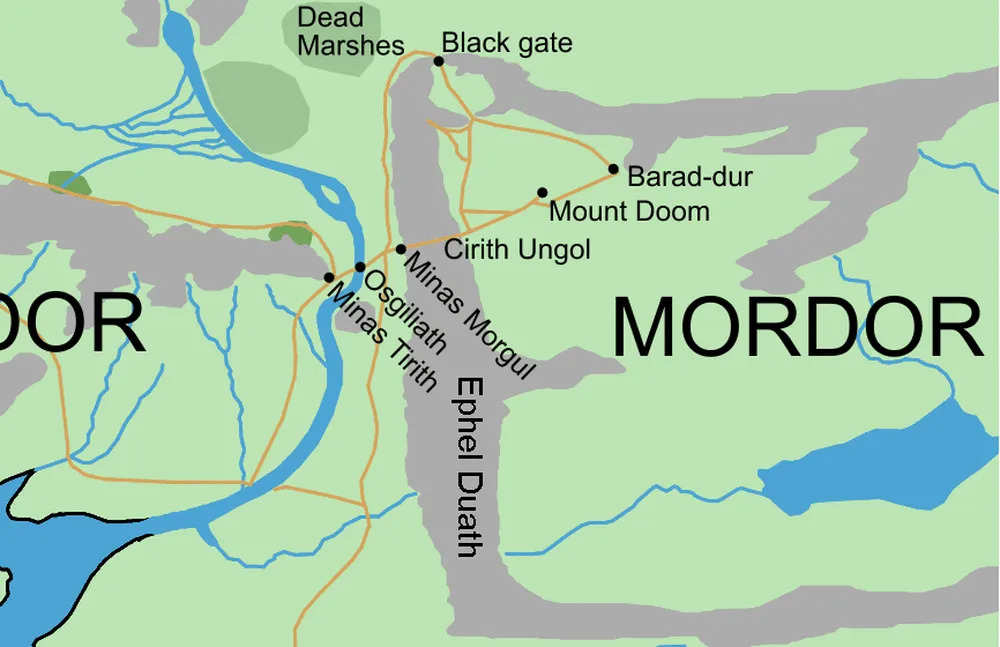 Dead
Marshes
Black gate
Barad-dur
Mount Doom
Cirith Ungol
Minas Morgul
Osgiliath
Minas Tirith
DOR
MORDOR
Ephel Duath